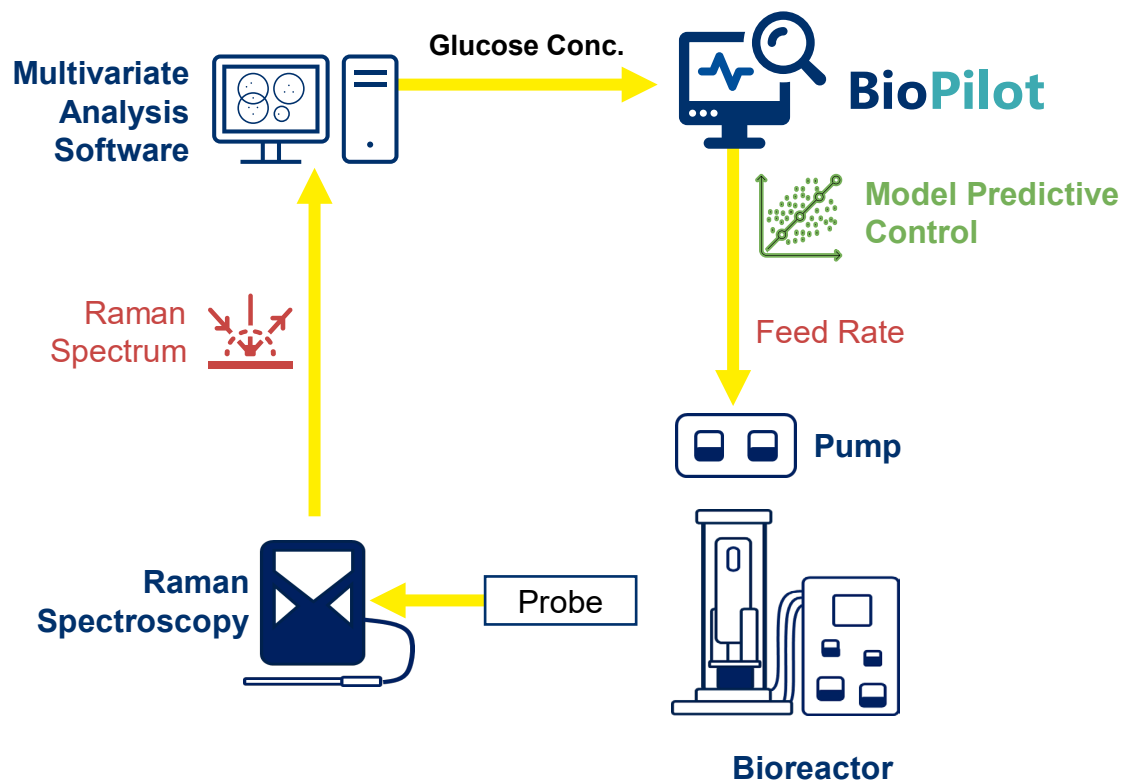 Glucose Conc.
Multivariate
Analysis
Software
BioPilot
Model Predictive
Control
Raman
Spectrum
Feed Rate
Pump
Raman
Spectroscopy
Probe
Bioreactor